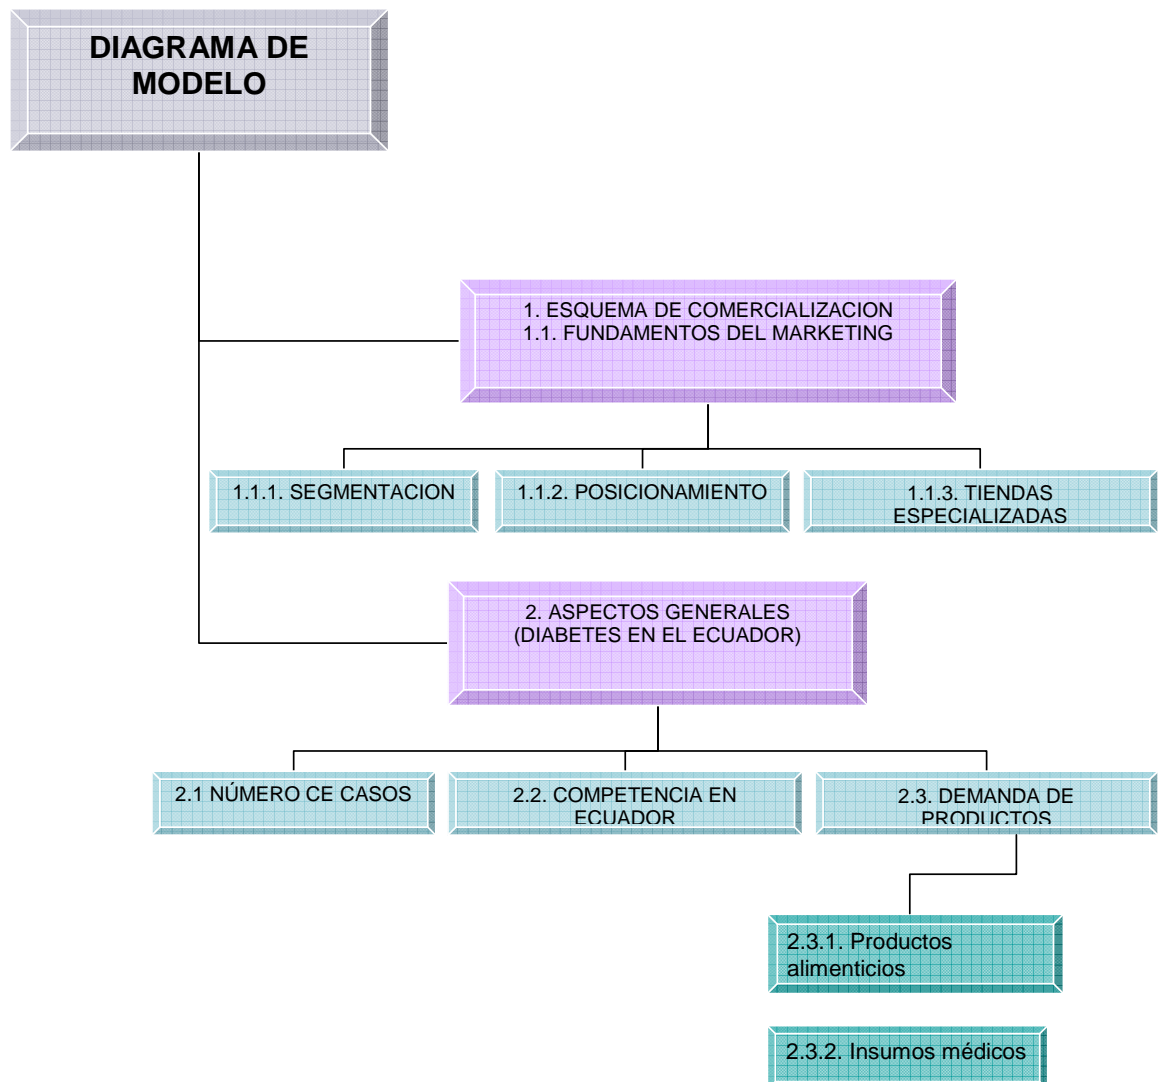 DIAGRAMA DE
MODELO
1. ESQUEMA DE COMERCIALIZACION
1.1. FUNDAMENTOS DEL MARKETING
1.1.1. SEGMENTACION
1.1.2. POSICIONAMIENTO
1.1.3. TIENDAS
ESPECIALIZADAS
2. ASPECTOS GENERALES
(DIABETES EN EL ECUADOR)
2.1 NÚMERO CE CASOS
2.2. COMPETENCIA EN
ECUADOR
2.3. DEMANDA DE
PRODUCTOS
2.3.1. Productos
alimenticios
2.3.2. Insumos médicos